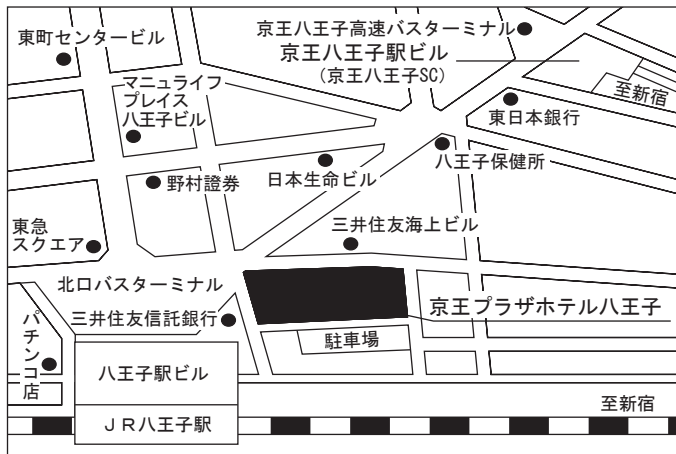 東町センタービル
京王八王子高速バスターミナル
京王八王子駅ビル
(京王八王子SC)
至新宿
マニュライフ
プレイス
八王子ビル
東日本銀行
野村證券
日本生命ビル
八王子保健所
東急
スクエア
三井住友海上ビル
北口バスターミナル
京王プラザホテル八王子
三井住友信託銀行
パチンコ店
駐車場
八王子駅ビル
至新宿
JR八王子駅